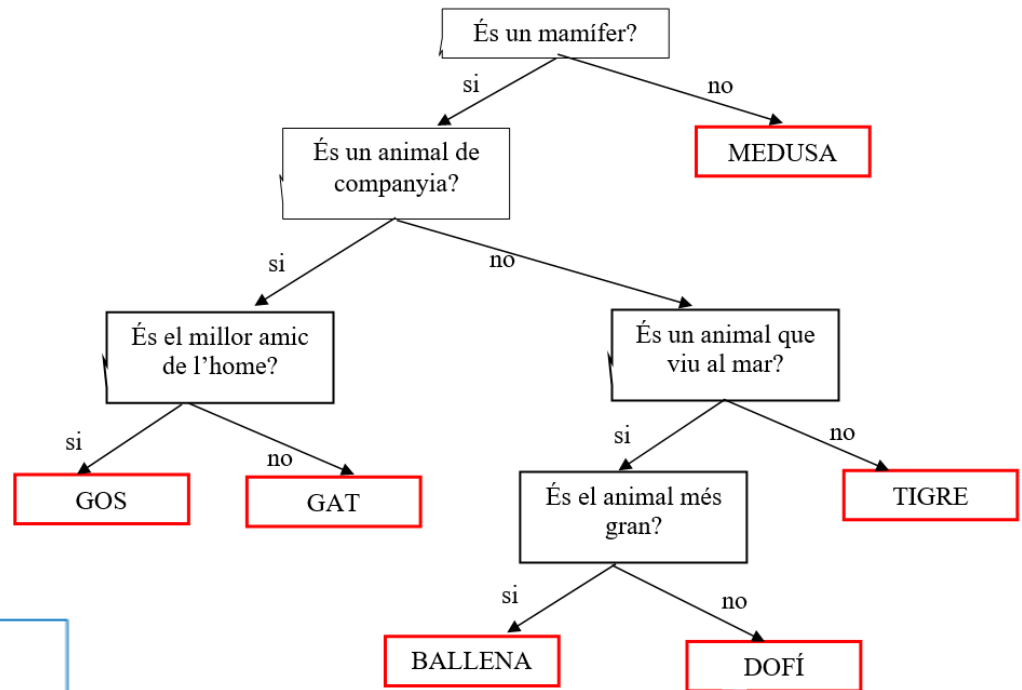 És un mamífer?
si
no
És un animal de
companyia?
MEDUSA
si
no
És el millor amic
de l’home?
És un animal que
viu al mar?
si
no
si
no
GOS
GAT
És el animal més
gran?
TIGRE
si
no
BALLENA
DOFÍ